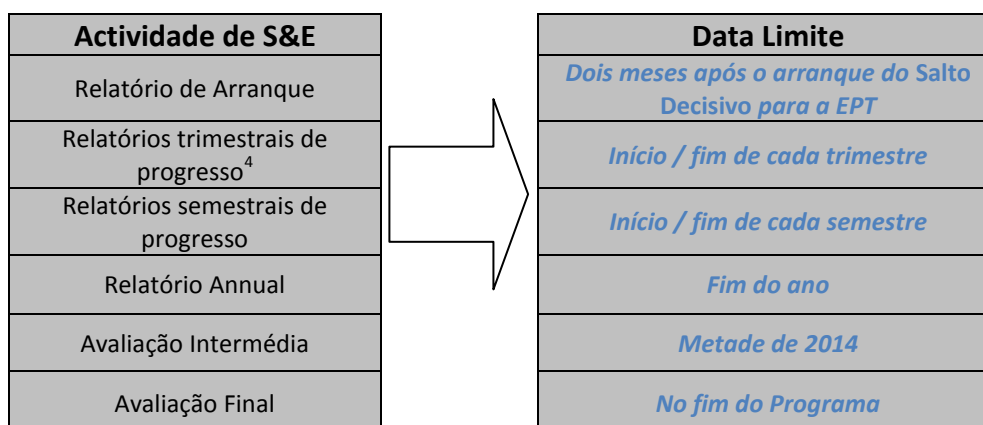 Actividade de S&E
Relatório de Arranque
Relatórios trimestrais de
progresso⁴
Relatórios semestrais de
progresso
Relatório Annual
Avaliação Intermédia
Avaliação Final
Data Limite
Dois meses após o arranque do Salto
Decisivo para a EPT
Início / fim de cada trimestre
Início / fim de cada semestre
Fim do ano
Metade de 2014
No fim do Programa